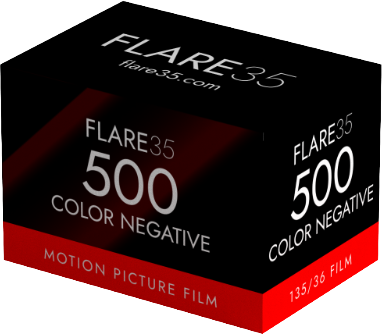 FLARE35
flare35.com
FLARE35
500
COLOR NEGATIVE
MOTION PICTURE FILM
FLARE35
500
COLOR NEGATIVE
135/36 FILM